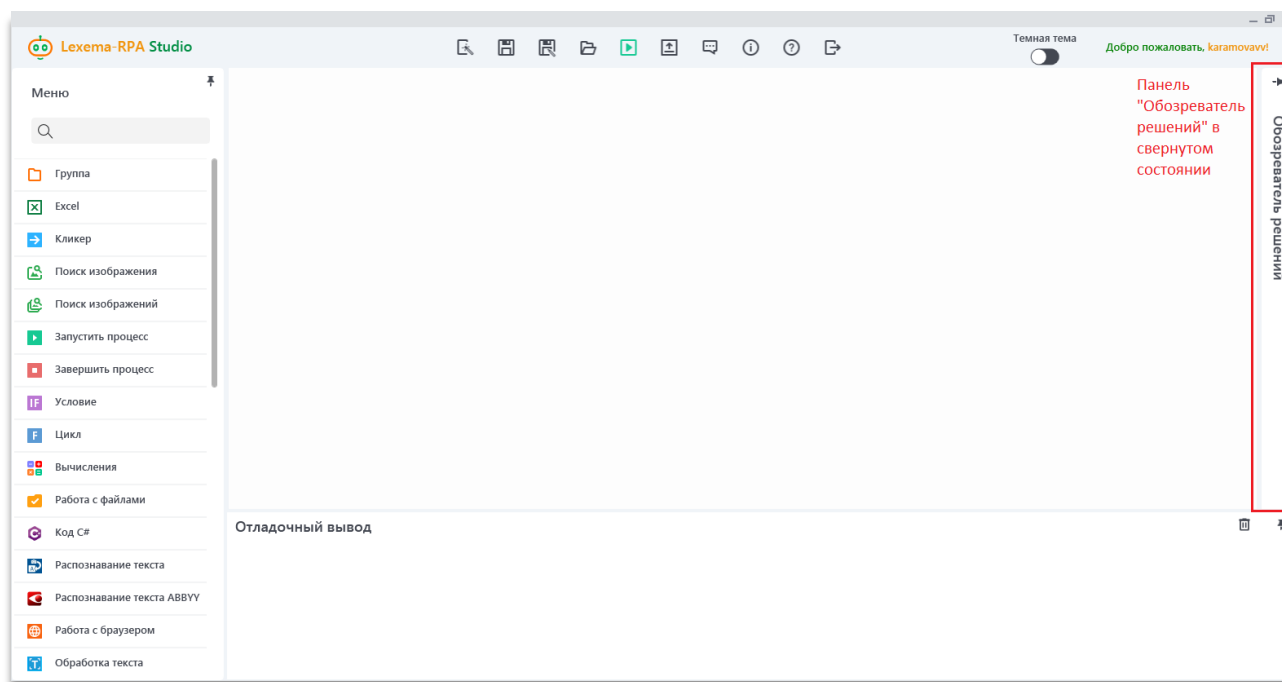 Lexema-RPA Studio
Темная тема
Добро пожаловать, karamovavv!
Меню
Группа
Excel
Кликер
Поиск изображения
Поиск изображений
Запустить процесс
Завершить процесс
IF Условие
F Цикл
Вычисления
Работа с файлами
Код C#
Распознавание текста
Распознавание текста ABBYY
Работа с браузером
Обработка текста
Панель
"Обозреватель
решений" в
свернутом
состоянии
Обозреватель решений
Отладочный вывод